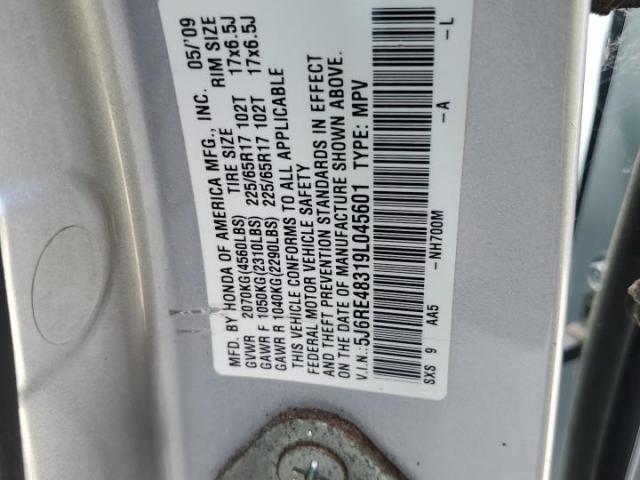 MFD. BY HONDA OF AMERICA MFG., INC. 05/'09
TIRE SIZE RIM SIZE
GVWR 2070KG(4560LBS)
GAWR F 1050KG(2310LBS) 225/65R17 102T 17x6.5J
GAWR R 1040KG(2290LBS) 225/65R17 102T 17x6.5J
THIS VEHICLE CONFORMS TO ALL APPLICABLE
FEDERAL MOTOR VEHICLE SAFETY
AND THEFT PREVENTION STANDARDS IN EFFECT
ON THE DATE OF MANUFACTURE SHOWN ABOVE.
V.I.N.:5J6RE48319L045601 TYPE: MPV
SXS 9 AA5 -NH700M -A -L